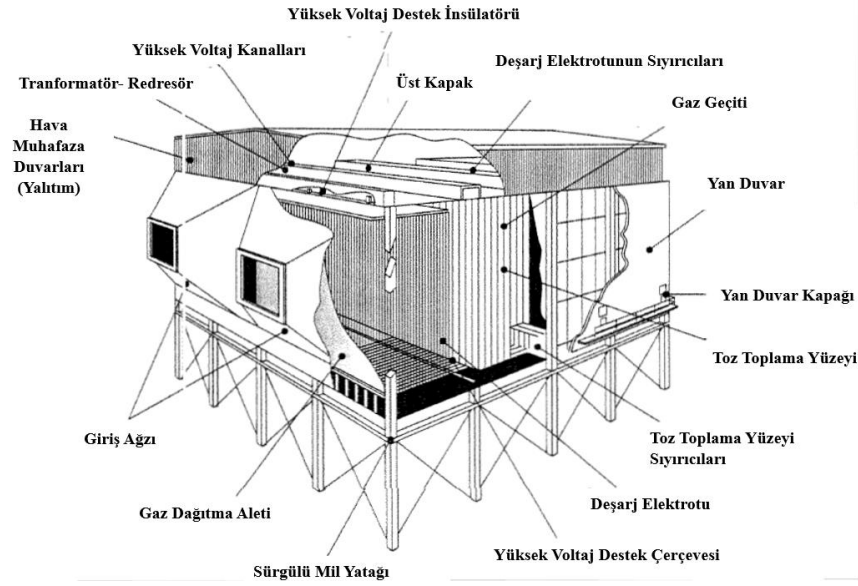 Yüksek Voltaj Destek İnsülatörü
Yüksek Voltaj Kanalları
Deşarj Elektrotunun Sıyırıcıları
Tranformatör- Redresör
Üst Kapak
Gaz Geçiti
Hava
Muhafaza
Duvarları
(Yalıtım)
Yan Duvar
Yan Duvar Kapağı
Toz Toplama Yüzeyi
Giriş Ağzı
Toz Toplama Yüzeyi
Sıyırıcıları
Gaz Dağıtma Aleti
Deşarj Elektrotu
Yüksek Voltaj Destek Çerçevesi
Sürgülü Mil Yatağı